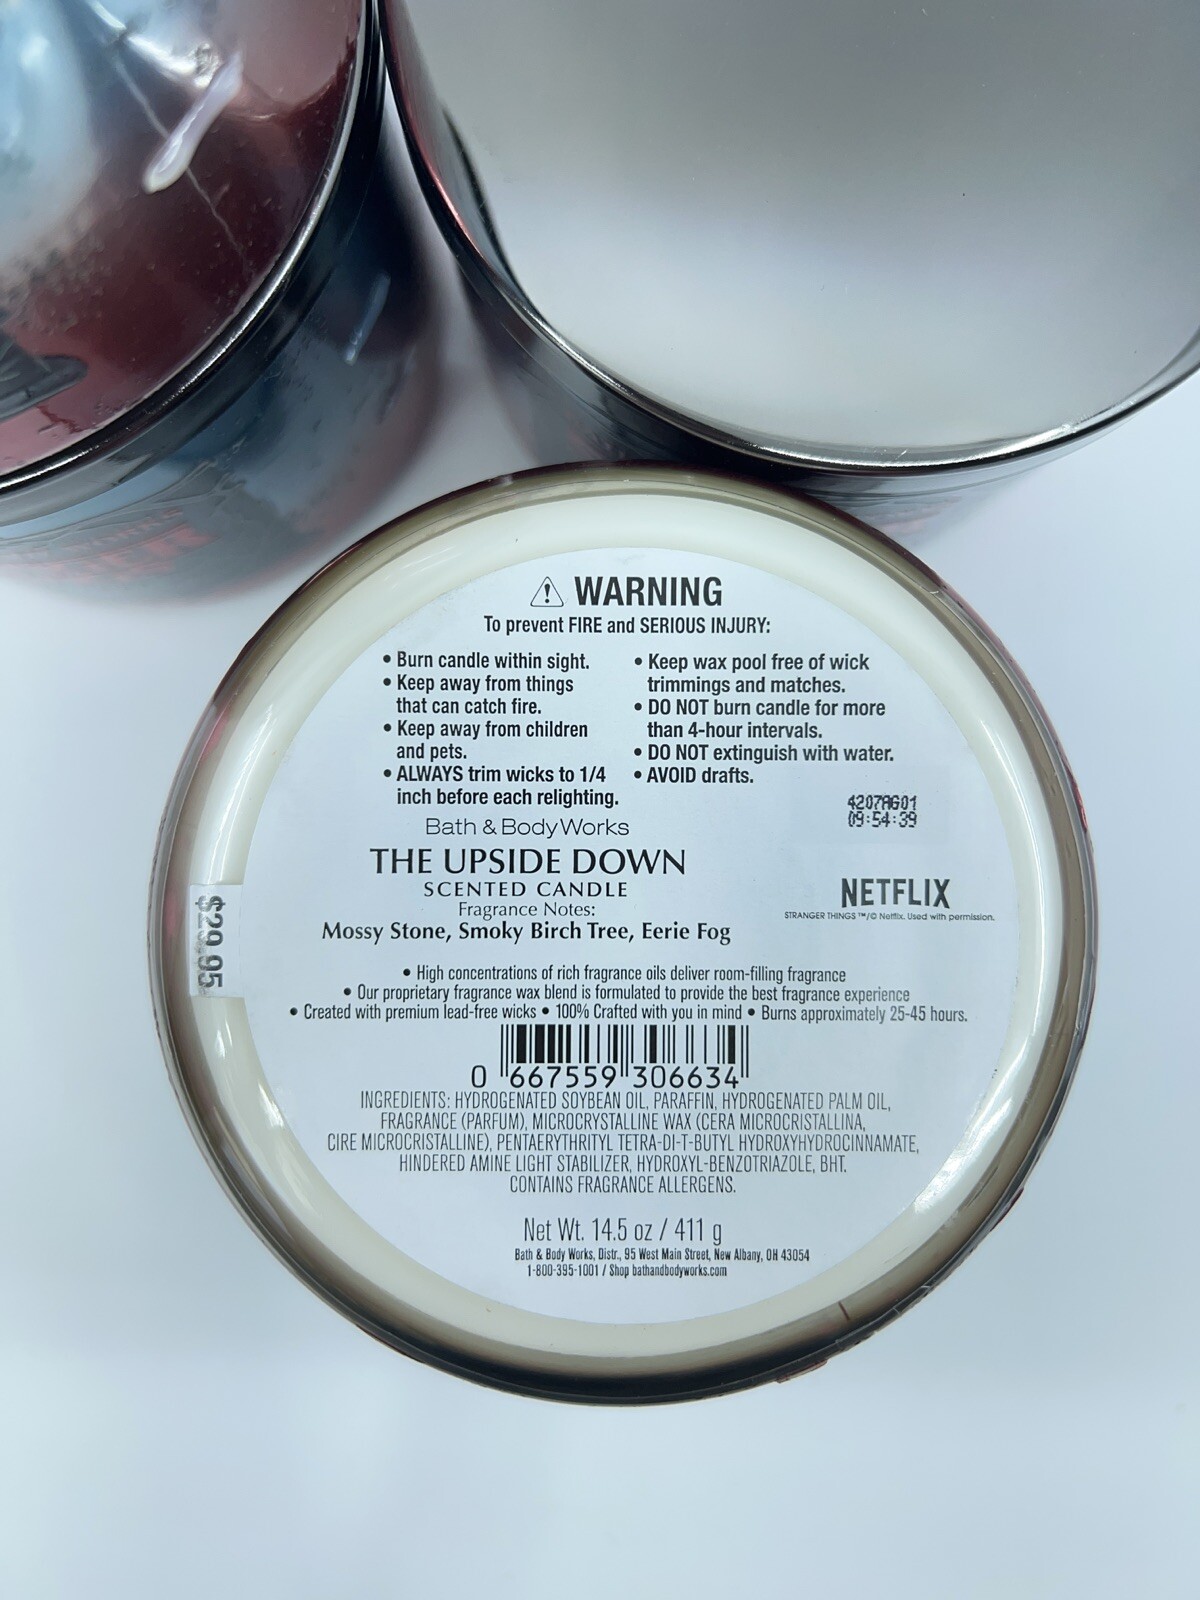 ⚠ WARNING
To prevent FIRE and SERIOUS INJURY:
• Burn candle within sight.
• Keep away from things
that can catch fire.
• Keep away from children
and pets.
• ALWAYS trim wicks to 1/4
inch before each relighting.
• Keep wax pool free of wick
trimmings and matches.
• DO NOT burn candle for more
than 4-hour intervals.
• DO NOT extinguish with water.
• AVOID drafts.
4207AG01
09:54:39
Bath & Body Works
THE UPSIDE DOWN
SCENTED CANDLE
Fragrance Notes:
Mossy Stone, Smoky Birch Tree, Eerie Fog
NETFLIX
STRANGER THINGS ™/© Netflix. Used with permission.
$29.95
• High concentrations of rich fragrance oils deliver room-filling fragrance
• Our proprietary fragrance wax blend is formulated to provide the best fragrance experience
• Created with premium lead-free wicks • 100% Crafted with you in mind • Burns approximately 25-45 hours.
0 667559 306634
INGREDIENTS: HYDROGENATED SOYBEAN OIL, PARAFFIN, HYDROGENATED PALM OIL,
FRAGRANCE (PARFUM), MICROCRYSTALLINE WAX (CERA MICROCRISTALLINA,
CIRE MICROCRISTALLINE), PENTAERYTHRITYL TETRA-DI-T-BUTYL HYDROXYHYDROCINNAMATE,
HINDERED AMINE LIGHT STABILIZER, HYDROXYL-BENZOTRIAZOLE, BHT.
CONTAINS FRAGRANCE ALLERGENS.
Net Wt. 14.5 oz / 411 g
Bath & Body Works, Distr., 95 West Main Street, New Albany, OH 43054
1-800-395-1001 / Shop bathandbodyworks.com